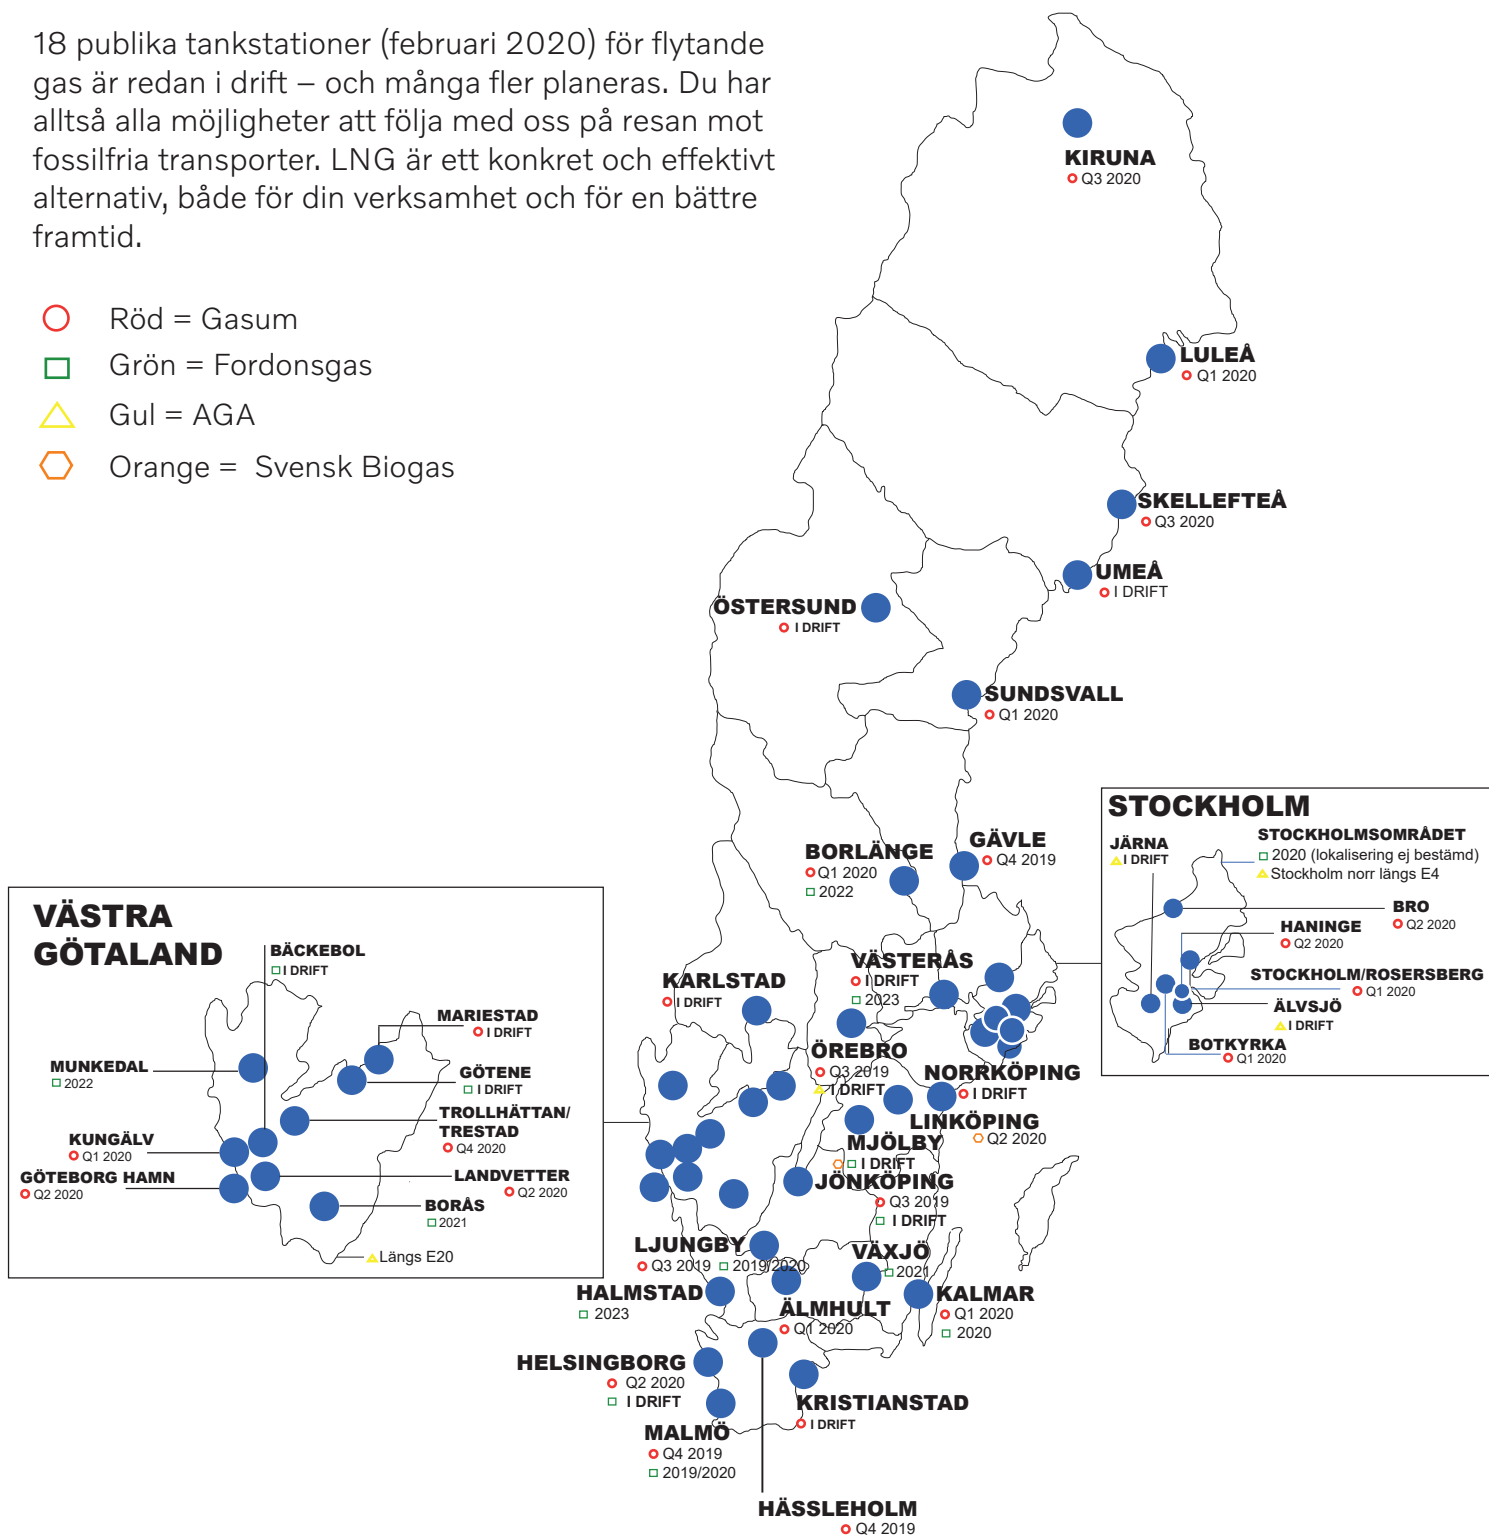 18 publika tankstationer (februari 2020) för flytande
gas är redan i drift – och många fler planeras. Du har
alltså alla möjligheter att följa med oss på resan mot
fossilfria transporter. LNG är ett konkret och effektivt
alternativ, både för din verksamhet och för en bättre
framtid.
Röd = Gasum
Grön = Fordonsgas
Gul = AGA
Orange = Svensk Biogas
KIRUNA
Q3 2020
LULEÅ
Q1 2020
SKELLEFTEÅ
Q3 2020
UMEÅ
I DRIFT
ÖSTERSUND
I DRIFT
SUNDSVALL
Q1 2020
GÄVLE
Q4 2019
BORLÄNGE
Q1 2020
2022
STOCKHOLM
JÄRNA
I DRIFT
STOCKHOLMSOMRÅDET
2020 (lokalisering ej bestämd)
Stockholm norr längs E4
BRO
Q2 2020
HANINGE
Q2 2020
STOCKHOLM/ROSERSBERG
Q1 2020
ÄLVSJÖ
I DRIFT
BOTKYRKA
Q1 2020
VÄSTRA
GÖTALAND
BÄCKEBOL
I DRIFT
MARIESTAD
I DRIFT
MUNKEDAL
2022
GÖTENE
I DRIFT
TROLLHÄTTAN/
TRESTAD
Q4 2020
KUNGÄLV
Q1 2020
GÖTEBORG HAMN
Q2 2020
LANDVETTER
Q2 2020
BORÅS
2021
Längs E20
KARLSTAD
I DRIFT
VÄSTERÅS
I DRIFT
2023
ÖREBRO
Q3 2019
I DRIFT
NORRKÖPING
I DRIFT
LINKÖPING
Q2 2020
MJÖLBY
I DRIFT
JÖNKÖPING
Q3 2019
I DRIFT
LJUNGBY
Q3 2019 2019/2020
VÄXJÖ
2021
HALMSTAD
2023
ÄLMHULT
Q1 2020
KALMAR
Q1 2020
2020
HELSINGBORG
Q2 2020
I DRIFT
KRISTIANSTAD
I DRIFT
MALMÖ
Q4 2019
2019/2020
HÄSSLEHOLM
Q4 2019